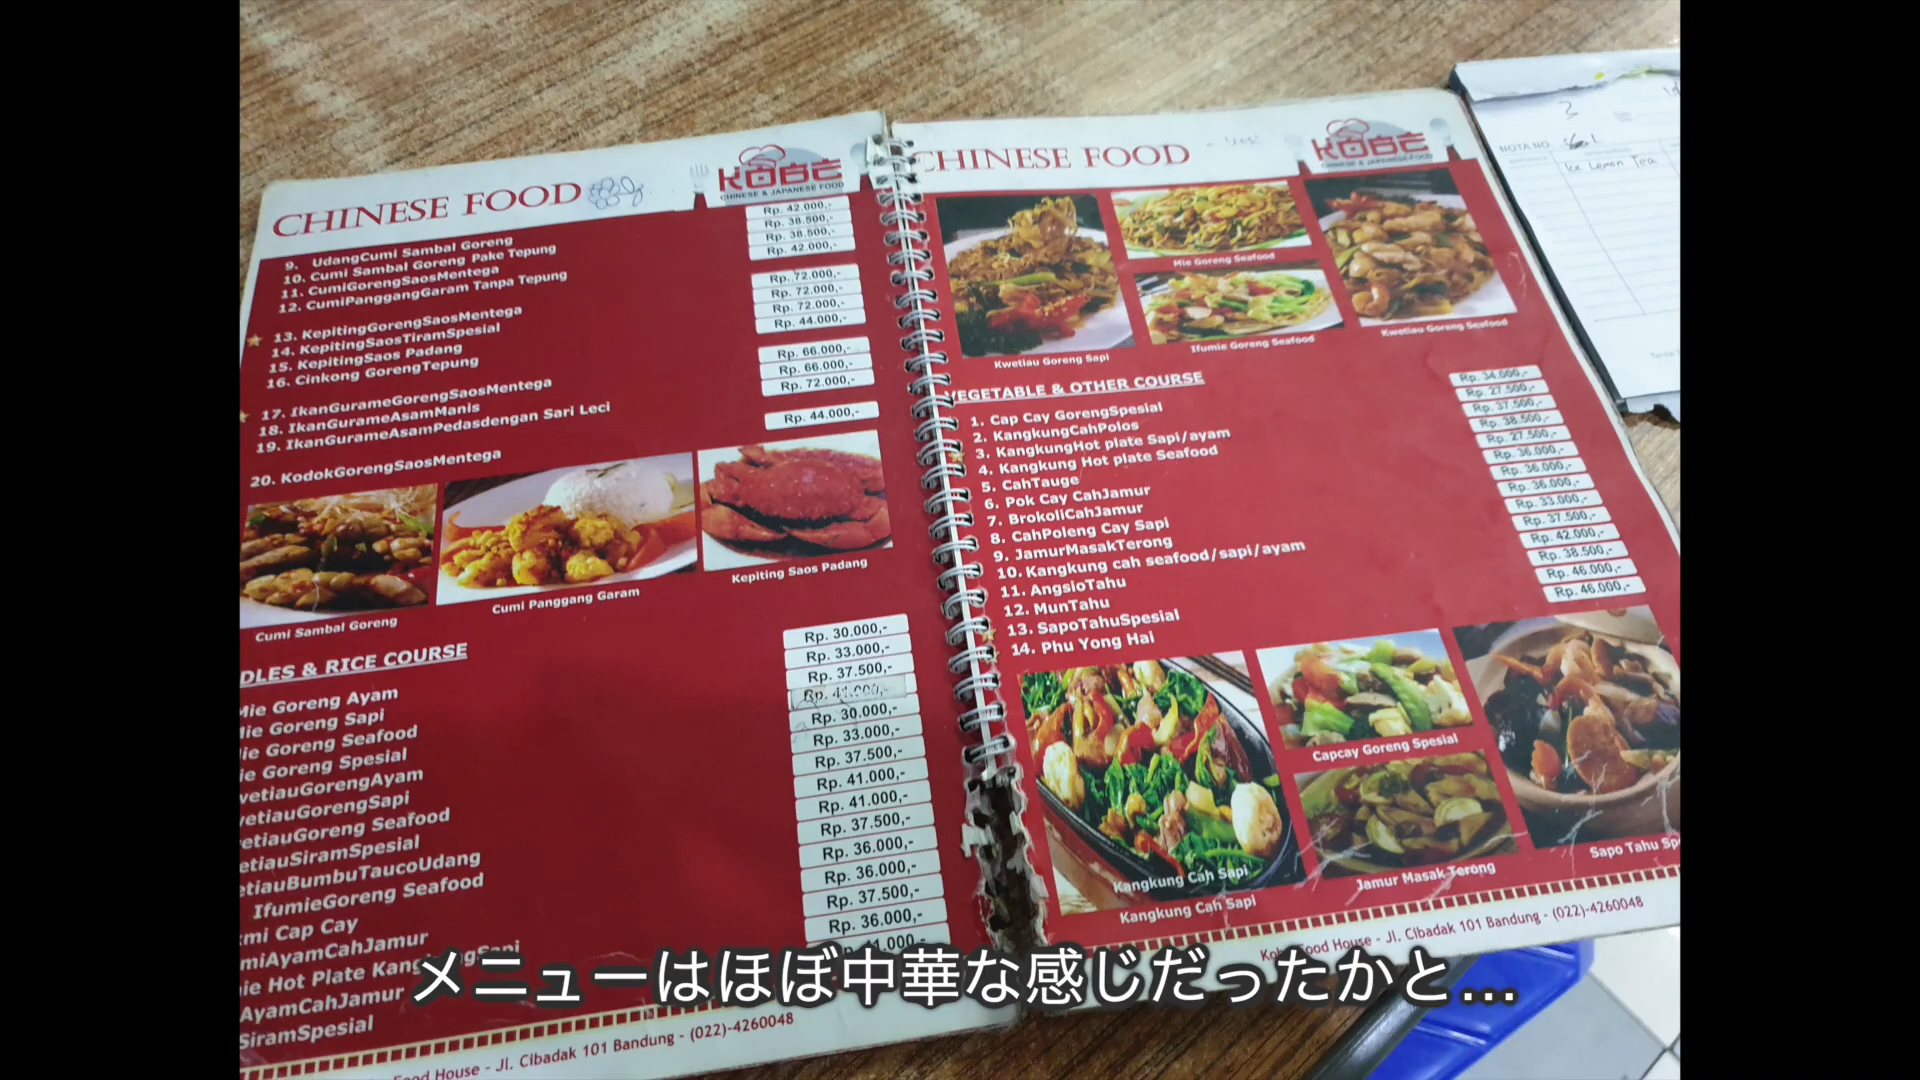 CHINESE FOOD
KOBE
CHINESE & JAPANESE FOOD
9. UdangCumi Sambal Goreng
10. Cumi Sambal Goreng Pake Tepung
11. CumiGorengSaosMentega
12. CumiPanggangGaram Tanpa Tepung
Rp. 42.000,-
Rp. 38.500,-
Rp. 38.500,-
Rp. 42.000,-
13. KepitingGorengSaosMentega
14. KepitingSaosTiramSpesial
15. KepitingSaos Padang
16. Cinkong GorengTepung
Rp. 72.000,-
Rp. 72.000,-
Rp. 72.000,-
Rp. 44.000,-
17. IkanGurameGorengSaosMentega
18. IkanGurameAsamManis
19. IkanGurameAsamPedasdengan Sari Leci
Rp. 66.000,-
Rp. 66.000,-
Rp. 72.000,-
20. KodokGorengSaosMentega
Rp. 44.000,-
Cumi Sambal Goreng
Cumi Panggang Garam
Kepiting Saos Padang
DLES & RICE COURSE
Mie Goreng Ayam
Mie Goreng Sapi
ie Goreng Seafood
ie Goreng Spesial
wetiauGorengAyam
vetiauGorengSapi
etiauGoreng Seafood
etiauSiramSpesial
etiauBumbuTaucoUdang
IfumieGoreng Seafood
mi Cap Cay
miAyamCahJamur
ie Hot Plate
AyamCahJamur
SiramSpesial
Rp. 30.000,-
Rp. 33.000,-
Rp. 37.500,-
Rp. 41.000,-
Rp. 30.000,-
Rp. 33.000,-
Rp. 37.500,-
Rp. 41.000,-
Rp. 41.000,-
Rp. 37.500,-
Rp. 36.000,-
Rp. 36.000,-
Rp. 37.500,-
Rp. 36.000,-
41.000,-
Food House - Jl. Cibadak 101 Bandung - (022)-4260048
CHINESE FOOD
KOBE
CHINESE & JAPANESE FOOD
Kwetiau Goreng Sapi
Mie Goreng Seafood
Ifumie Goreng Seafood
Kwetiau Goreng Seafood
VEGETABLE & OTHER COURSE
1. Cap Cay GorengSpesial
2. KangkungCahPolos
3. KangkungHot plate Sapi/ayam
4. Kangkung Hot plate Seafood
5. CahTauge
6. Pok Cay CahJamur
7. BrokoliCahJamur
8. CahPoleng Cay Sapi
9. JamurMasakTerong
10. Kangkung cah seafood/sapi/ayam
11. AngsioTahu
12. MunTahu
13. SapoTahuSpesial
14. Phu Yong Hai
Rp. 34.000,-
Rp. 27.500,-
Rp. 37.500,-
Rp. 38.500,-
Rp. 27.500,-
Rp. 36.000,-
Rp. 36.000,-
Rp. 36.000,-
Rp. 33.000,-
Rp. 37.500,-
Rp. 42.000,-
Rp. 38.500,-
Rp. 46.000,-
Rp. 46.000,-
Kangkung Cah Sapi
Kangkung Cah Sapi
Capcay Goreng Spesial
Jamur Masak Terong
Sapo Tahu Spe
Food House - Jl. Cibadak 101 Bandung - (022)-4260048
3
NOTA NO.
Ice Lemon Tea
メニューはほぼ中華な感じだったかと...